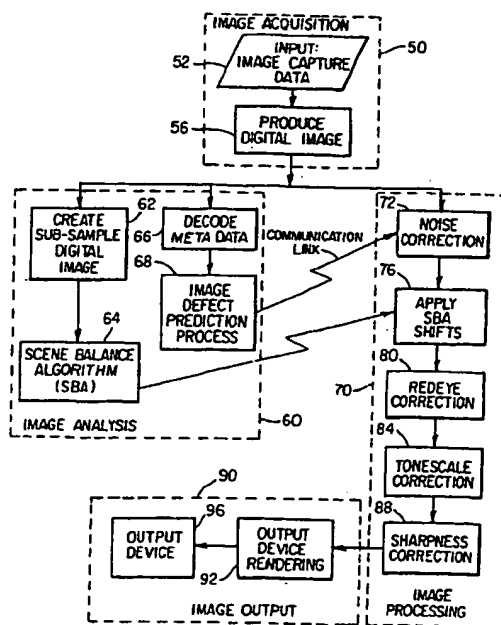 IMAGE ACQUISITION
50
52
INPUT:
IMAGE CAPTURE
DATA
56
PRODUCE
DIGITAL IMAGE
62
CREATE
SUB-SAMPLE
DIGITAL
IMAGE
66
DECODE
META DATA
68
IMAGE
DEFECT
PREDICTION
PROCESS
COMMUNICATION
LINK
64
SCENE BALANCE
ALGORITHM
(SBA)
IMAGE ANALYSIS
60
72
NOISE
CORRECTION
76
APPLY
SBA
SHIFTS
70
80
REDEYE
CORRECTION
84
TONESCALE
CORRECTION
88
SHARPNESS
CORRECTION
IMAGE
PROCESSING
90
96
OUTPUT
DEVICE
OUTPUT
DEVICE
RENDERING
92
IMAGE OUTPUT